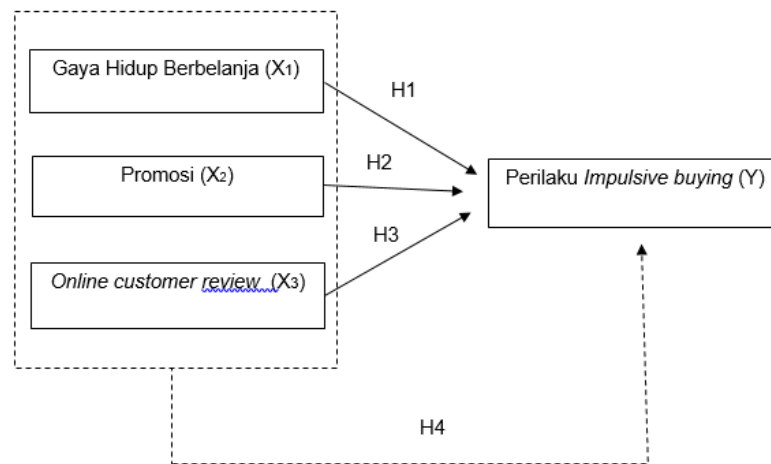 Gaya Hidup Berbelanja (X1)
H1
Promosi (X2)
H2
Perilaku Impulsive buying (Y)
H3
Online customer review (X3)
H4